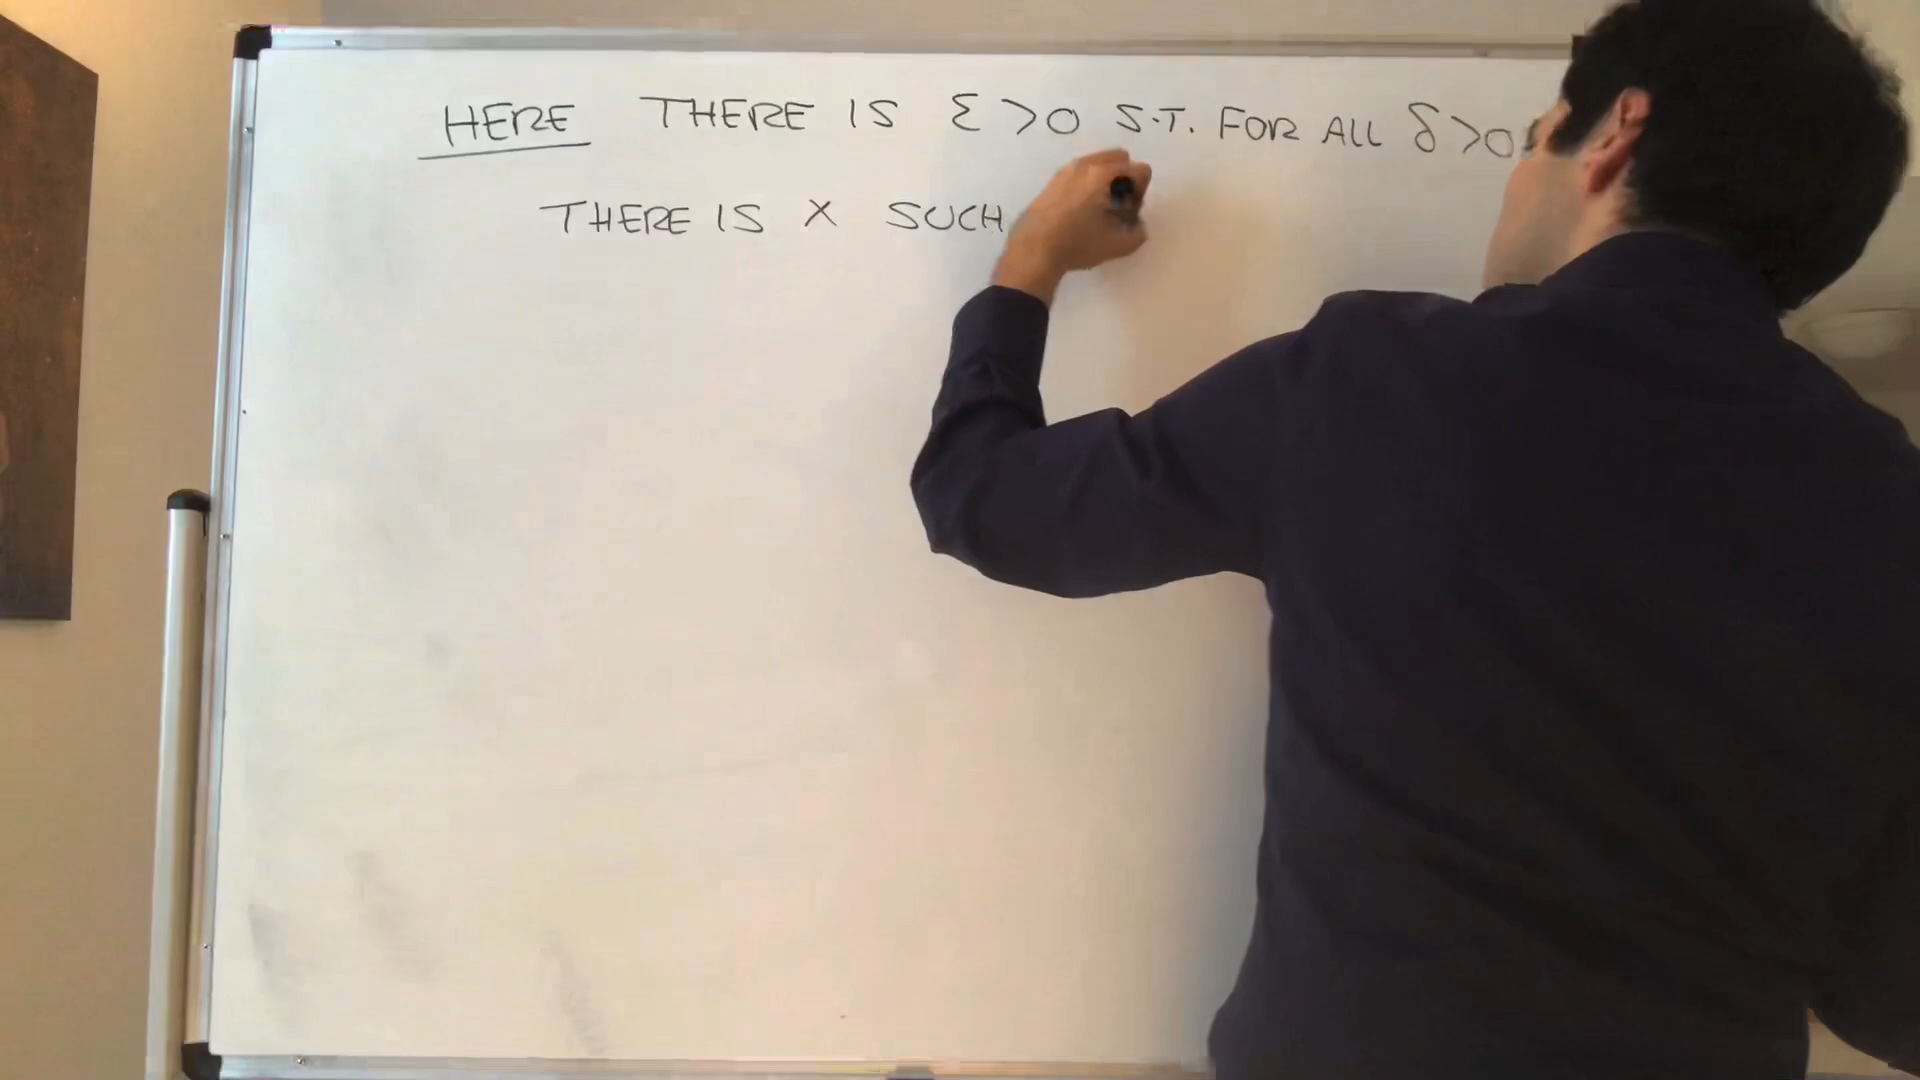 HERE THERE IS Ɛ >0 S.T. FOR ALL δ >0
THERE IS X SUCH